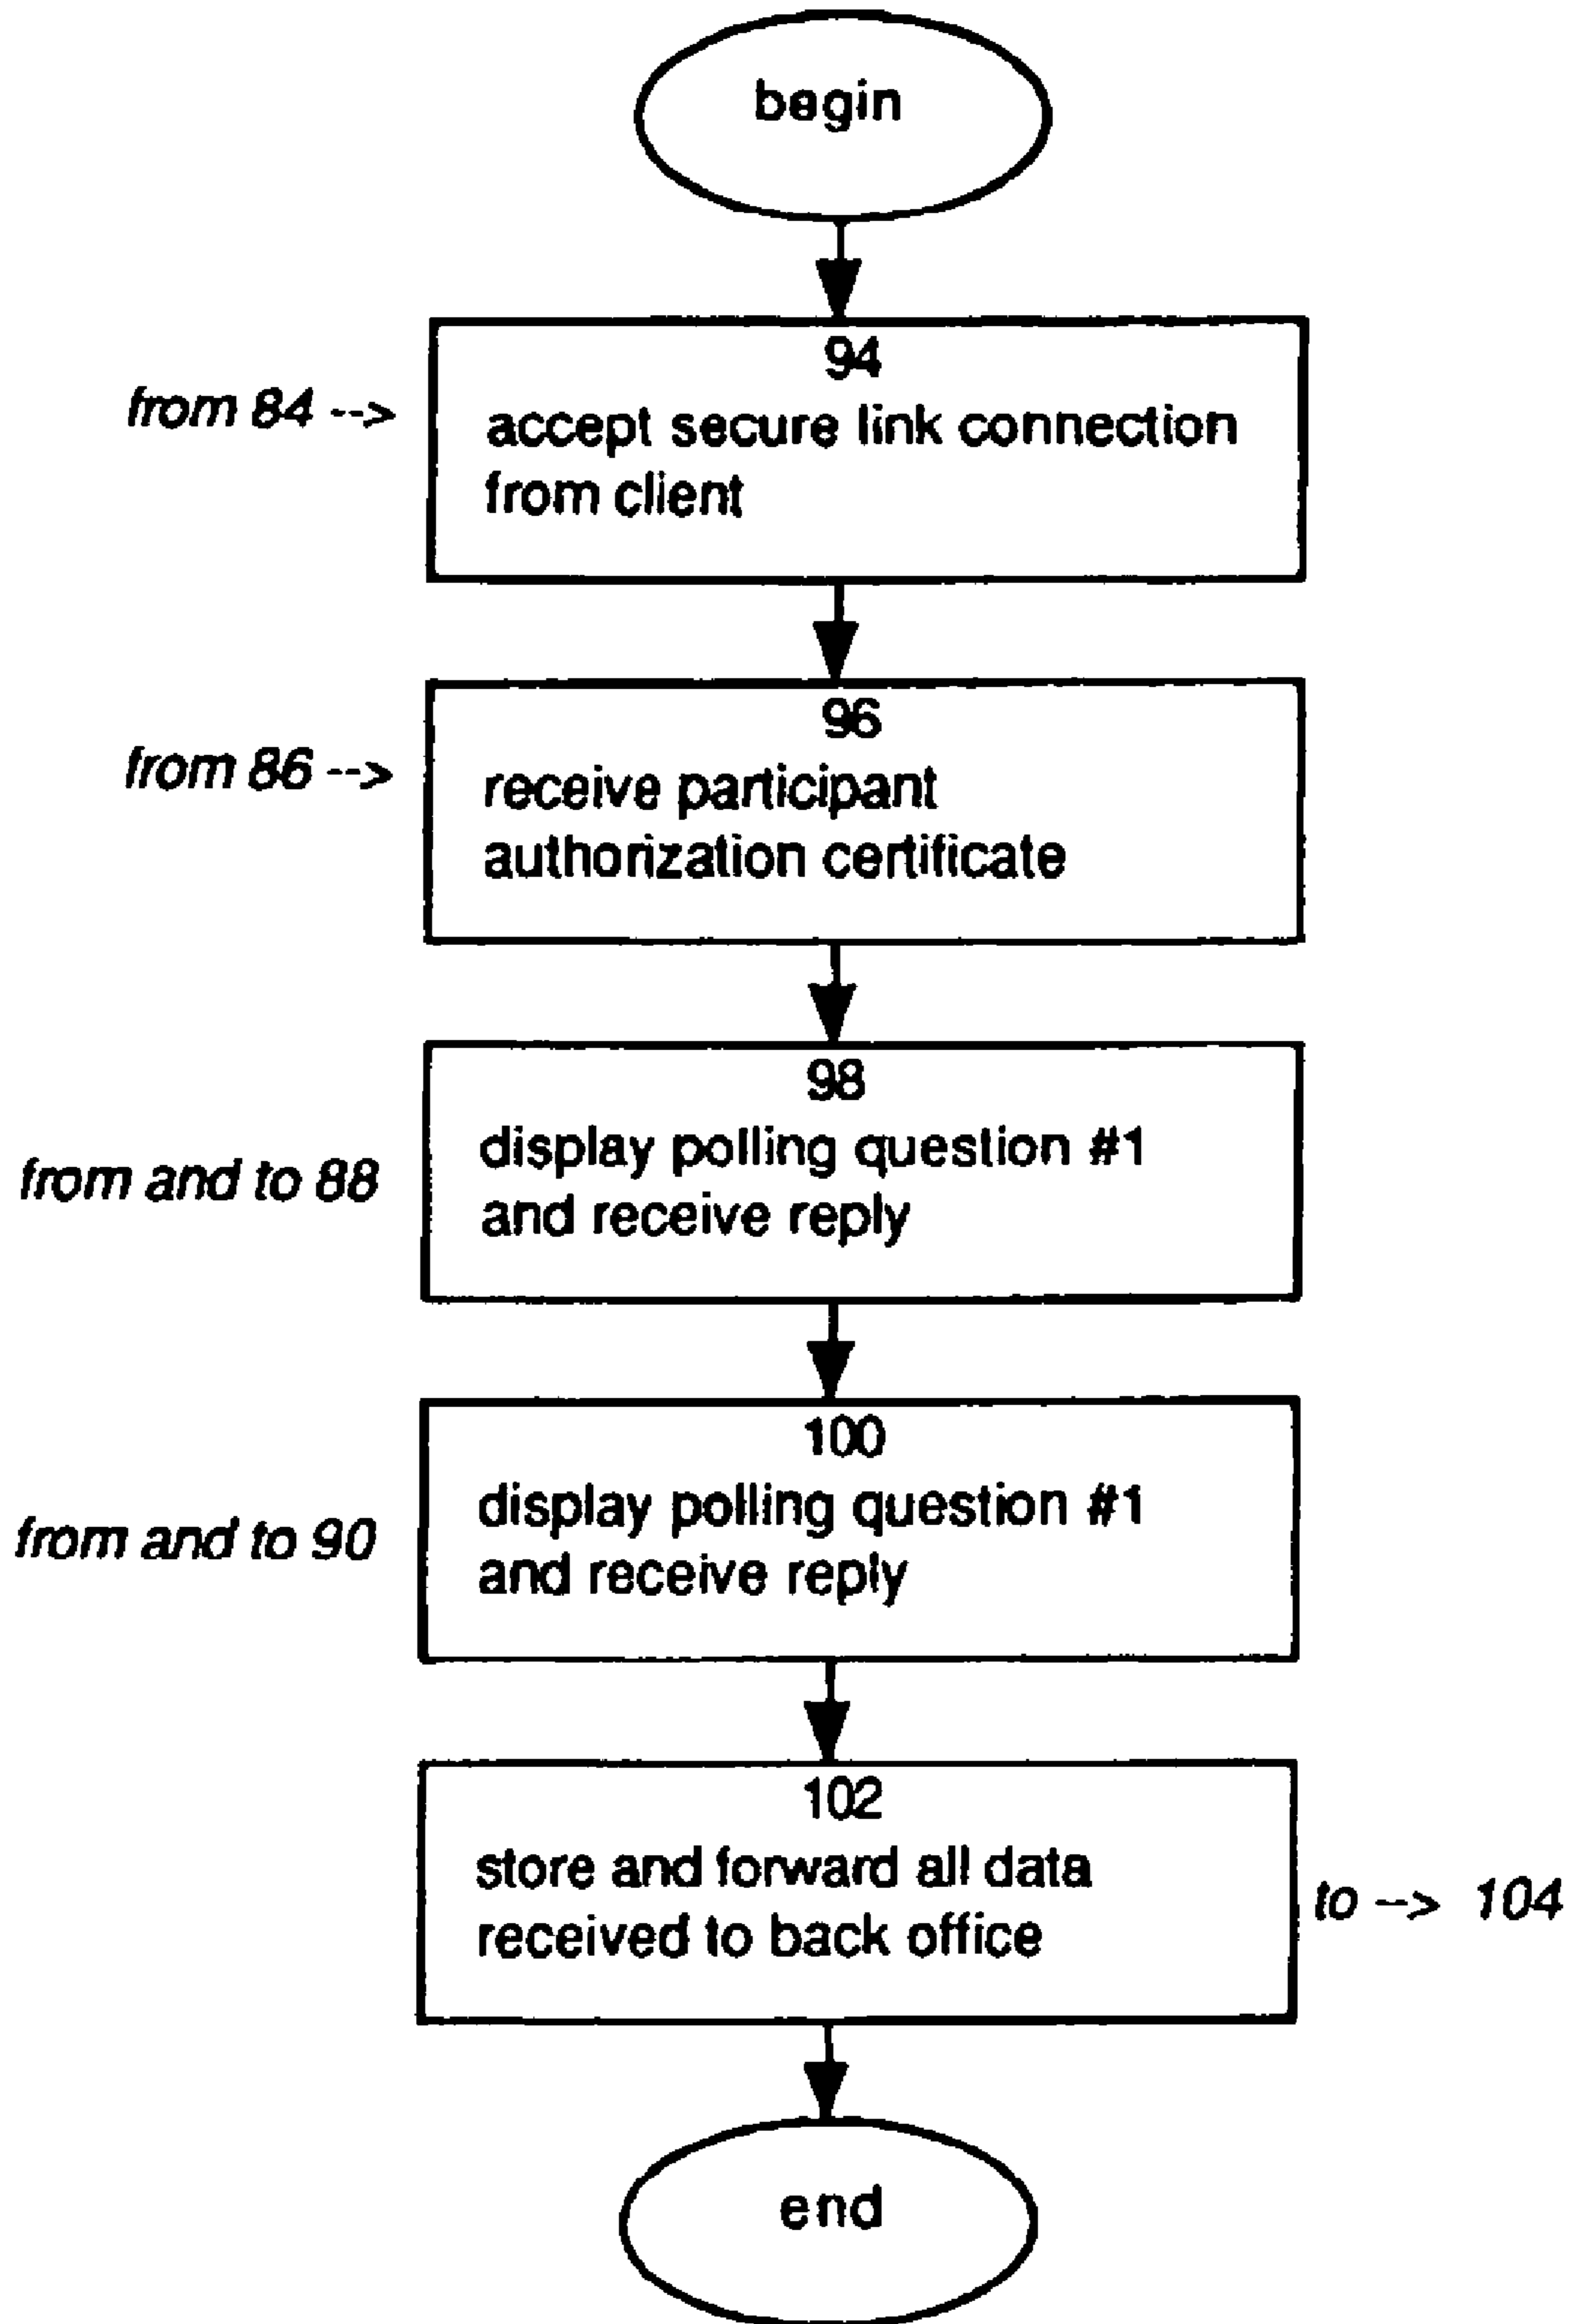 begin
94
from 84 -->
accept secure link connection
from client
96
from 86 -->
receive participant
authorization certificate
98
from and to 88
display polling question #1
and receive reply
100
from and to 90
display polling question #1
and receive reply
102
store and forward all data
received to back office
to --> 104
end